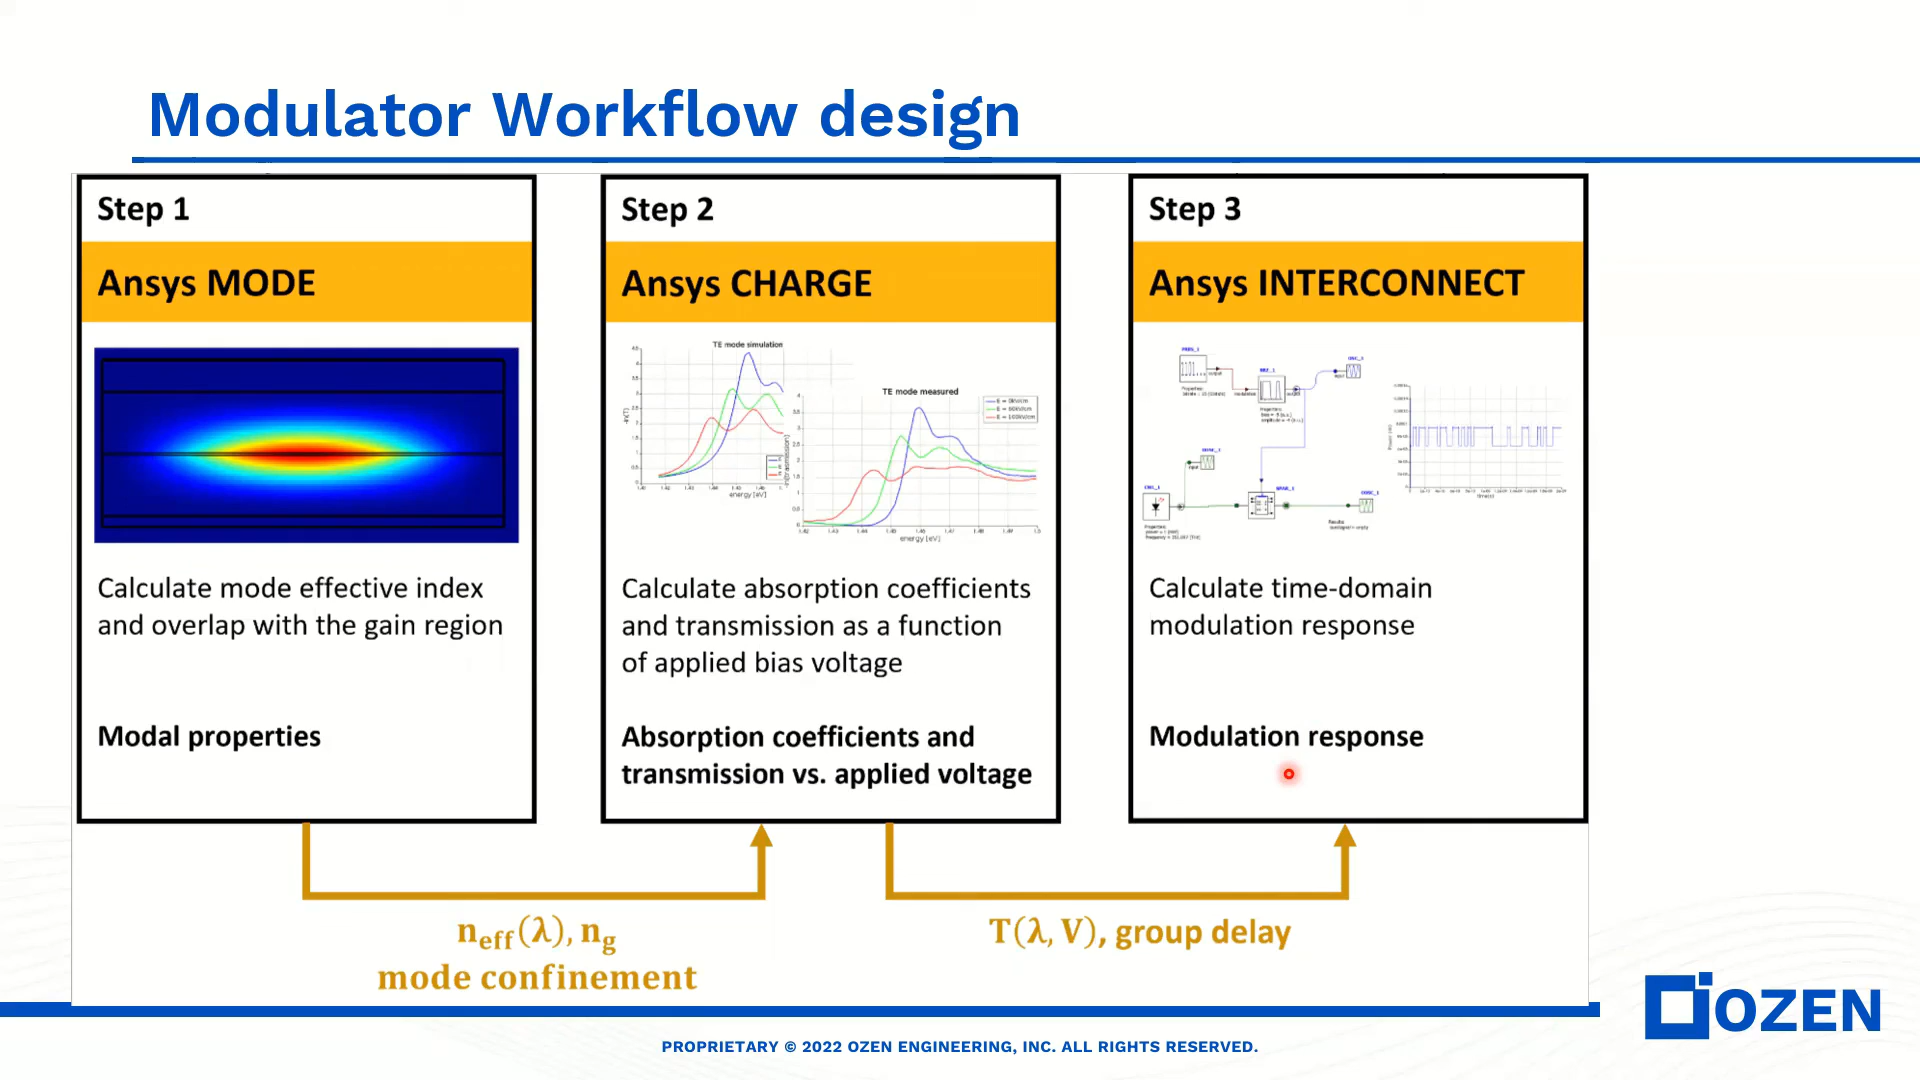 Modulator Workflow design
Step 1
Ansys MODE
Calculate mode effective index
and overlap with the gain region
Modal properties
Step 2
Ansys CHARGE
TE mode simulation
energy [eV]
TE mode measured
energy [eV]
Calculate absorption coefficients
and transmission as a function
of applied bias voltage
Absorption coefficients and
transmission vs. applied voltage
Step 3
Ansys INTERCONNECT
Calculate time-domain
modulation response
Modulation response
n_eff(λ), n_g
mode confinement
T(λ, V), group delay
OZEN
PROPRIETARY © 2022 OZEN ENGINEERING, INC. ALL RIGHTS RESERVED.